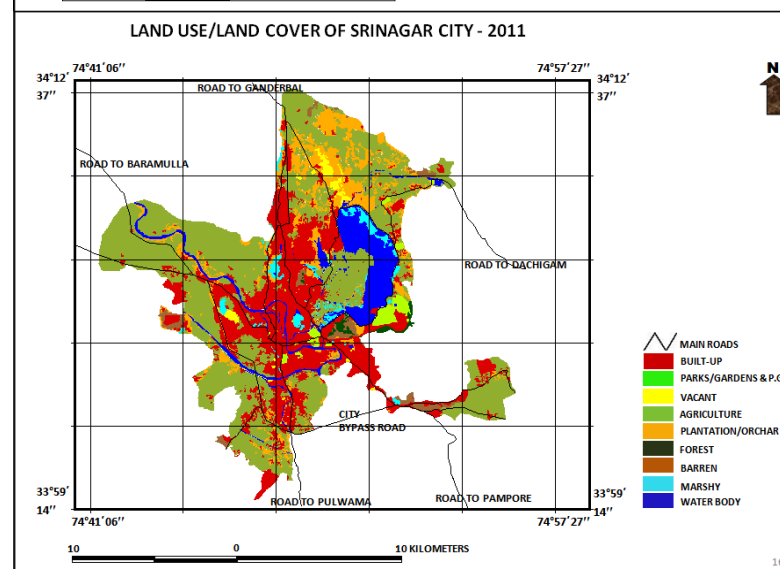 LAND USE/LAND COVER OF SRINAGAR CITY - 2011
74°41′06′′
74°57′27′′
34°12′
37′′
34°12′
37′′
N
ROAD TO GANDERBAL
ROAD TO BARAMULLA
ROAD TO DACHIGAM
MAIN ROADS
BUILT-UP
PARKS/GARDENS & P.G
VACANT
AGRICULTURE
PLANTATION/ORCHAR
FOREST
BARREN
MARSHY
WATER BODY
CITY
BYPASS ROAD
ROAD TO PULWAMA
ROAD TO PAMPORE
33°59′
14′′
33°59′
14′′
74°41′06′′
74°57′27′′
10
0
10 KILOMETERS
16